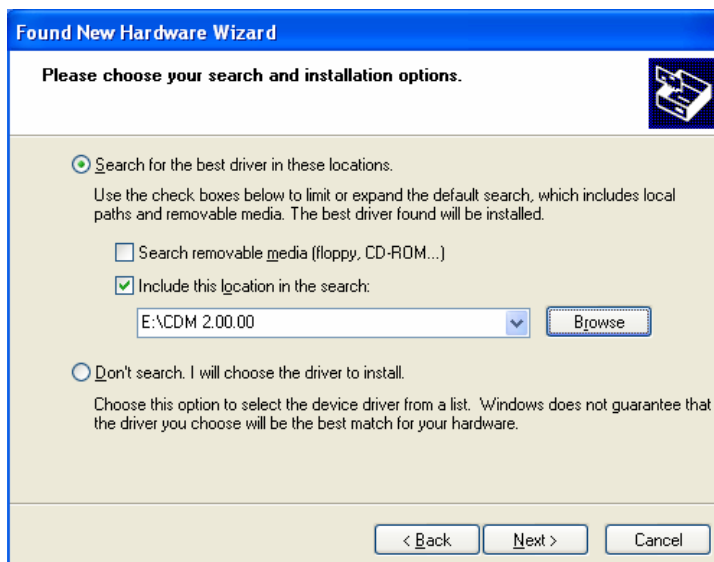 Found New Hardware Wizard
Please choose your search and installation options.
Search for the best driver in these locations.
Use the check boxes below to limit or expand the default search, which includes local
paths and removable media. The best driver found will be installed.
Search removable media (floppy, CD-ROM...)
Include this location in the search:
E:\CDM 2.00.00
Browse
Don't search. I will choose the driver to install.
Choose this option to select the device driver from a list. Windows does not guarantee that
the driver you choose will be the best match for your hardware.
< Back
Next >
Cancel